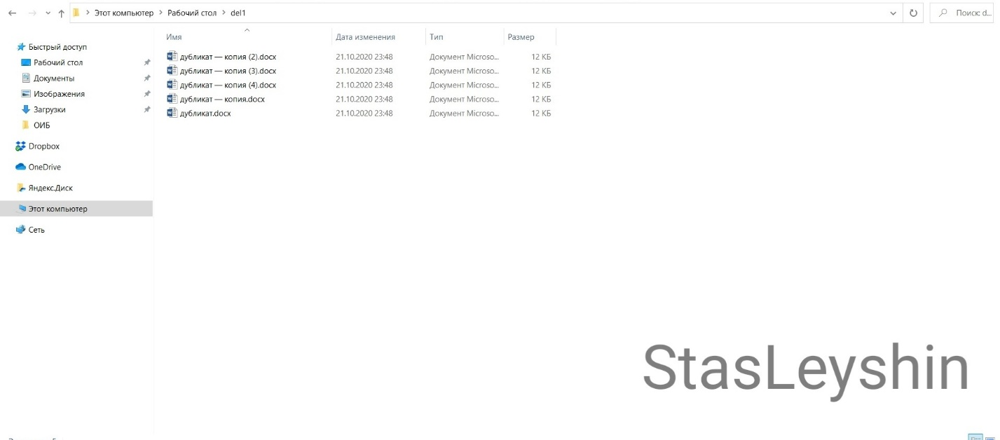 Этот компьютер > Рабочий стол > del1
Поиск: d...
Имя Дата изменения Тип Размер
Быстрый доступ
Рабочий стол
Документы
Изображения
Загрузки
ОИБ
Dropbox
OneDrive
Яндекс.Диск
Этот компьютер
Сеть
дубликат — копия (2).docx 21.10.2020 23:48 Документ Microso... 12 КБ
дубликат — копия (3).docx 21.10.2020 23:48 Документ Microso... 12 КБ
дубликат — копия (4).docx 21.10.2020 23:48 Документ Microso... 12 КБ
дубликат — копия.docx 21.10.2020 23:48 Документ Microso... 12 КБ
дубликат.docx 21.10.2020 23:48 Документ Microso... 12 КБ
StasLeyshin